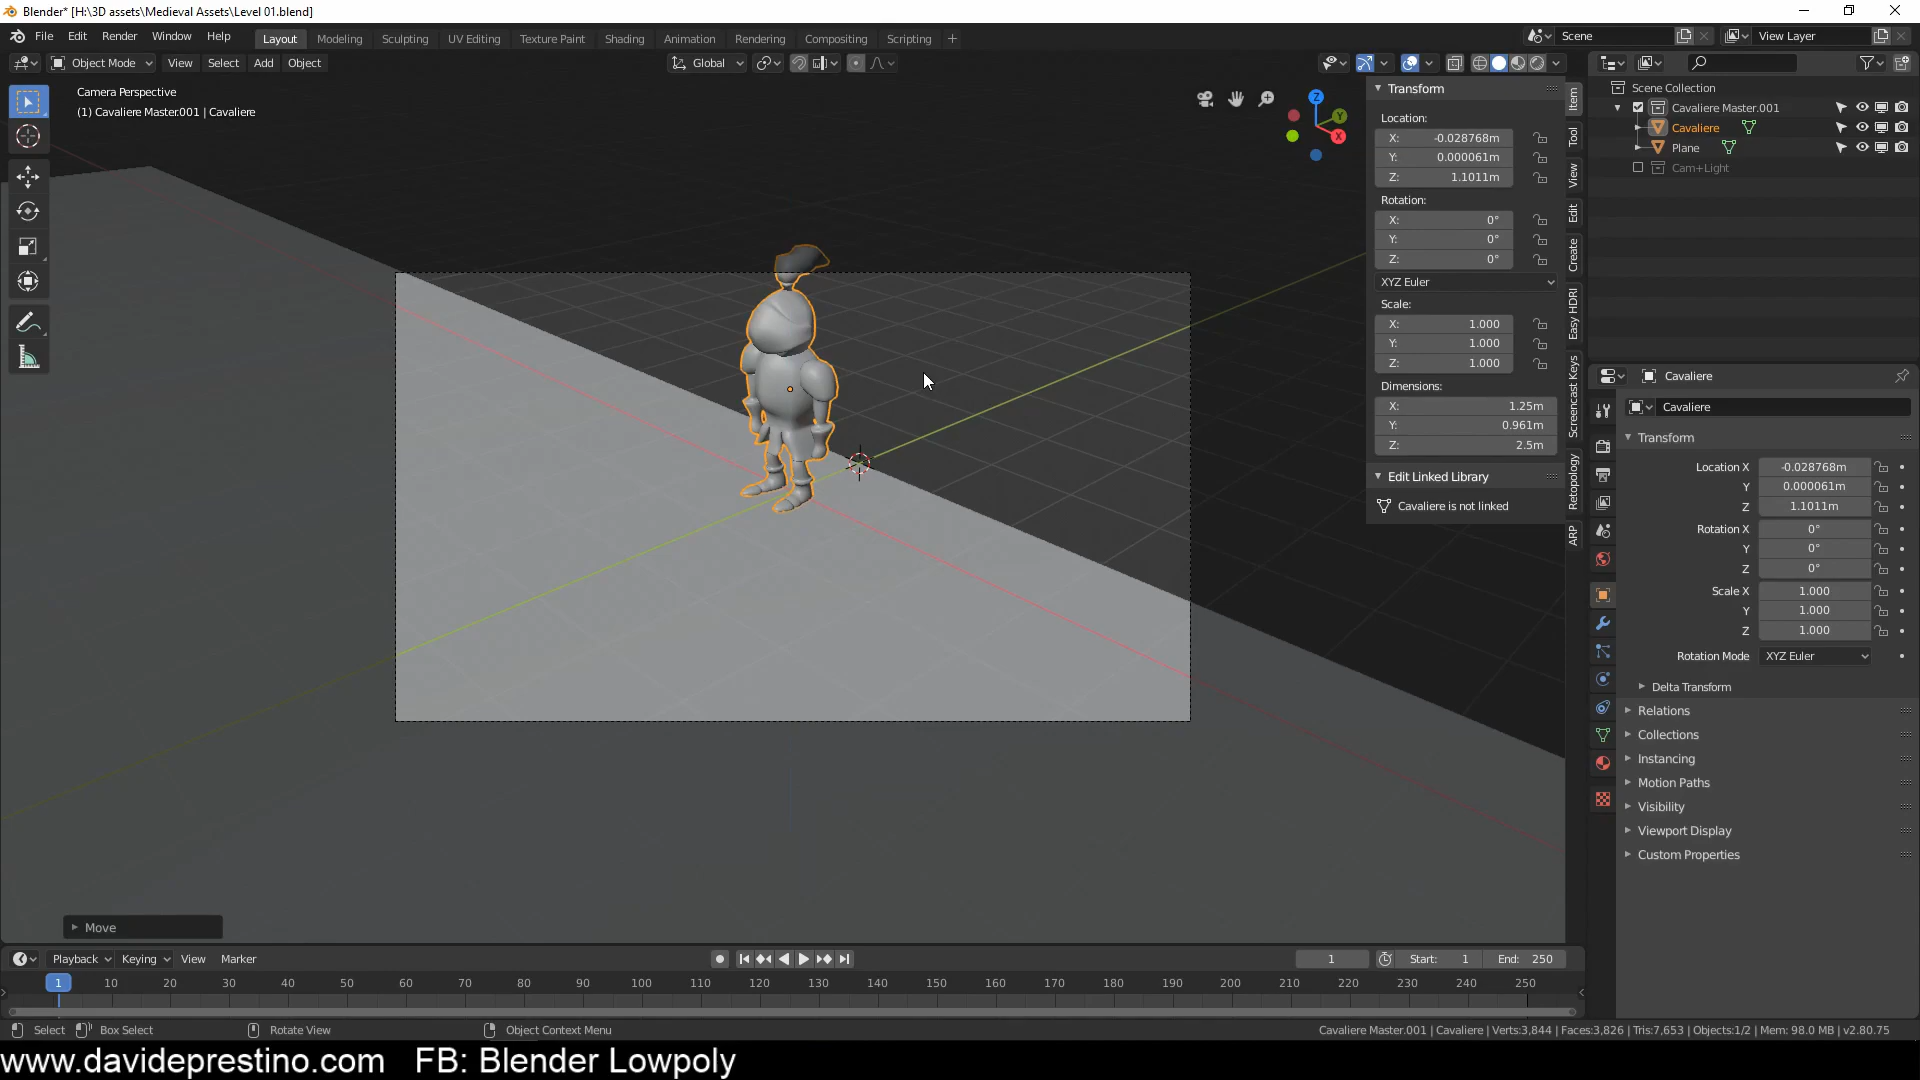 Blender* [H:\3D assets\Medieval Assets\Level 01.blend]
File Edit Render Window Help Layout Modeling Sculpting UV Editing Texture Paint Shading Animation Rendering Compositing Scripting + Scene View Layer
Object Mode View Select Add Object Global
Camera Perspective
(1) Cavaliere Master.001 | Cavaliere
Z
Y
X
Transform
Location:
X: -0.028768m
Y: 0.000061m
Z: 1.1011m
Rotation:
X: 0°
Y: 0°
Z: 0°
XYZ Euler
Scale:
X: 1.000
Y: 1.000
Z: 1.000
Dimensions:
X: 1.25m
Y: 0.961m
Z: 2.5m
Edit Linked Library
Cavaliere is not linked
Item
Tool
View
Edit
Create
Easy HDRI
Screencast Keys
Retopology
ARP
Scene Collection
Cavaliere Master.001
Cavaliere
Plane
Cam+Light
Cavaliere
Cavaliere
Transform
Location X -0.028768m
Y 0.000061m
Z 1.1011m
Rotation X 0°
Y 0°
Z 0°
Scale X 1.000
Y 1.000
Z 1.000
Rotation Mode XYZ Euler
Delta Transform
Relations
Collections
Instancing
Motion Paths
Visibility
Viewport Display
Custom Properties
Move
Playback Keying View Marker 1 Start: 1 End: 250
1 10 20 30 40 50 60 70 80 90 100 110 120 130 140 150 160 170 180 190 200 210 220 230 240 250
Select Box Select Rotate View Object Context Menu Cavaliere Master.001 | Cavaliere | Verts:3,844 | Faces:3,826 | Tris:7,653 | Objects:1/2 | Mem: 98.0 MB | v2.80.75
www.davideprestino.com FB: Blender Lowpoly